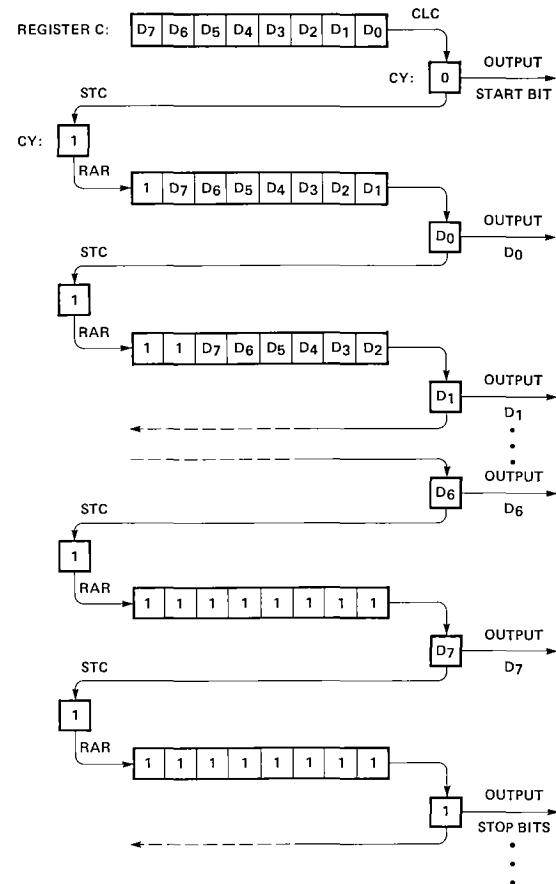 CLC
REGISTER C: D7 D6 D5 D4 D3 D2 D1 D0
OUTPUT
CY: 0
START BIT
STC
CY: 1
RAR
1 D7 D6 D5 D4 D3 D2 D1
OUTPUT
D0
D0
STC
1
RAR
1 1 D7 D6 D5 D4 D3 D2
OUTPUT
D1
D1
OUTPUT
D6
D6
STC
1
RAR
1 1 1 1 1 1 1 1
OUTPUT
D7
D7
STC
1
RAR
1 1 1 1 1 1 1 1
OUTPUT
1
STOP BITS